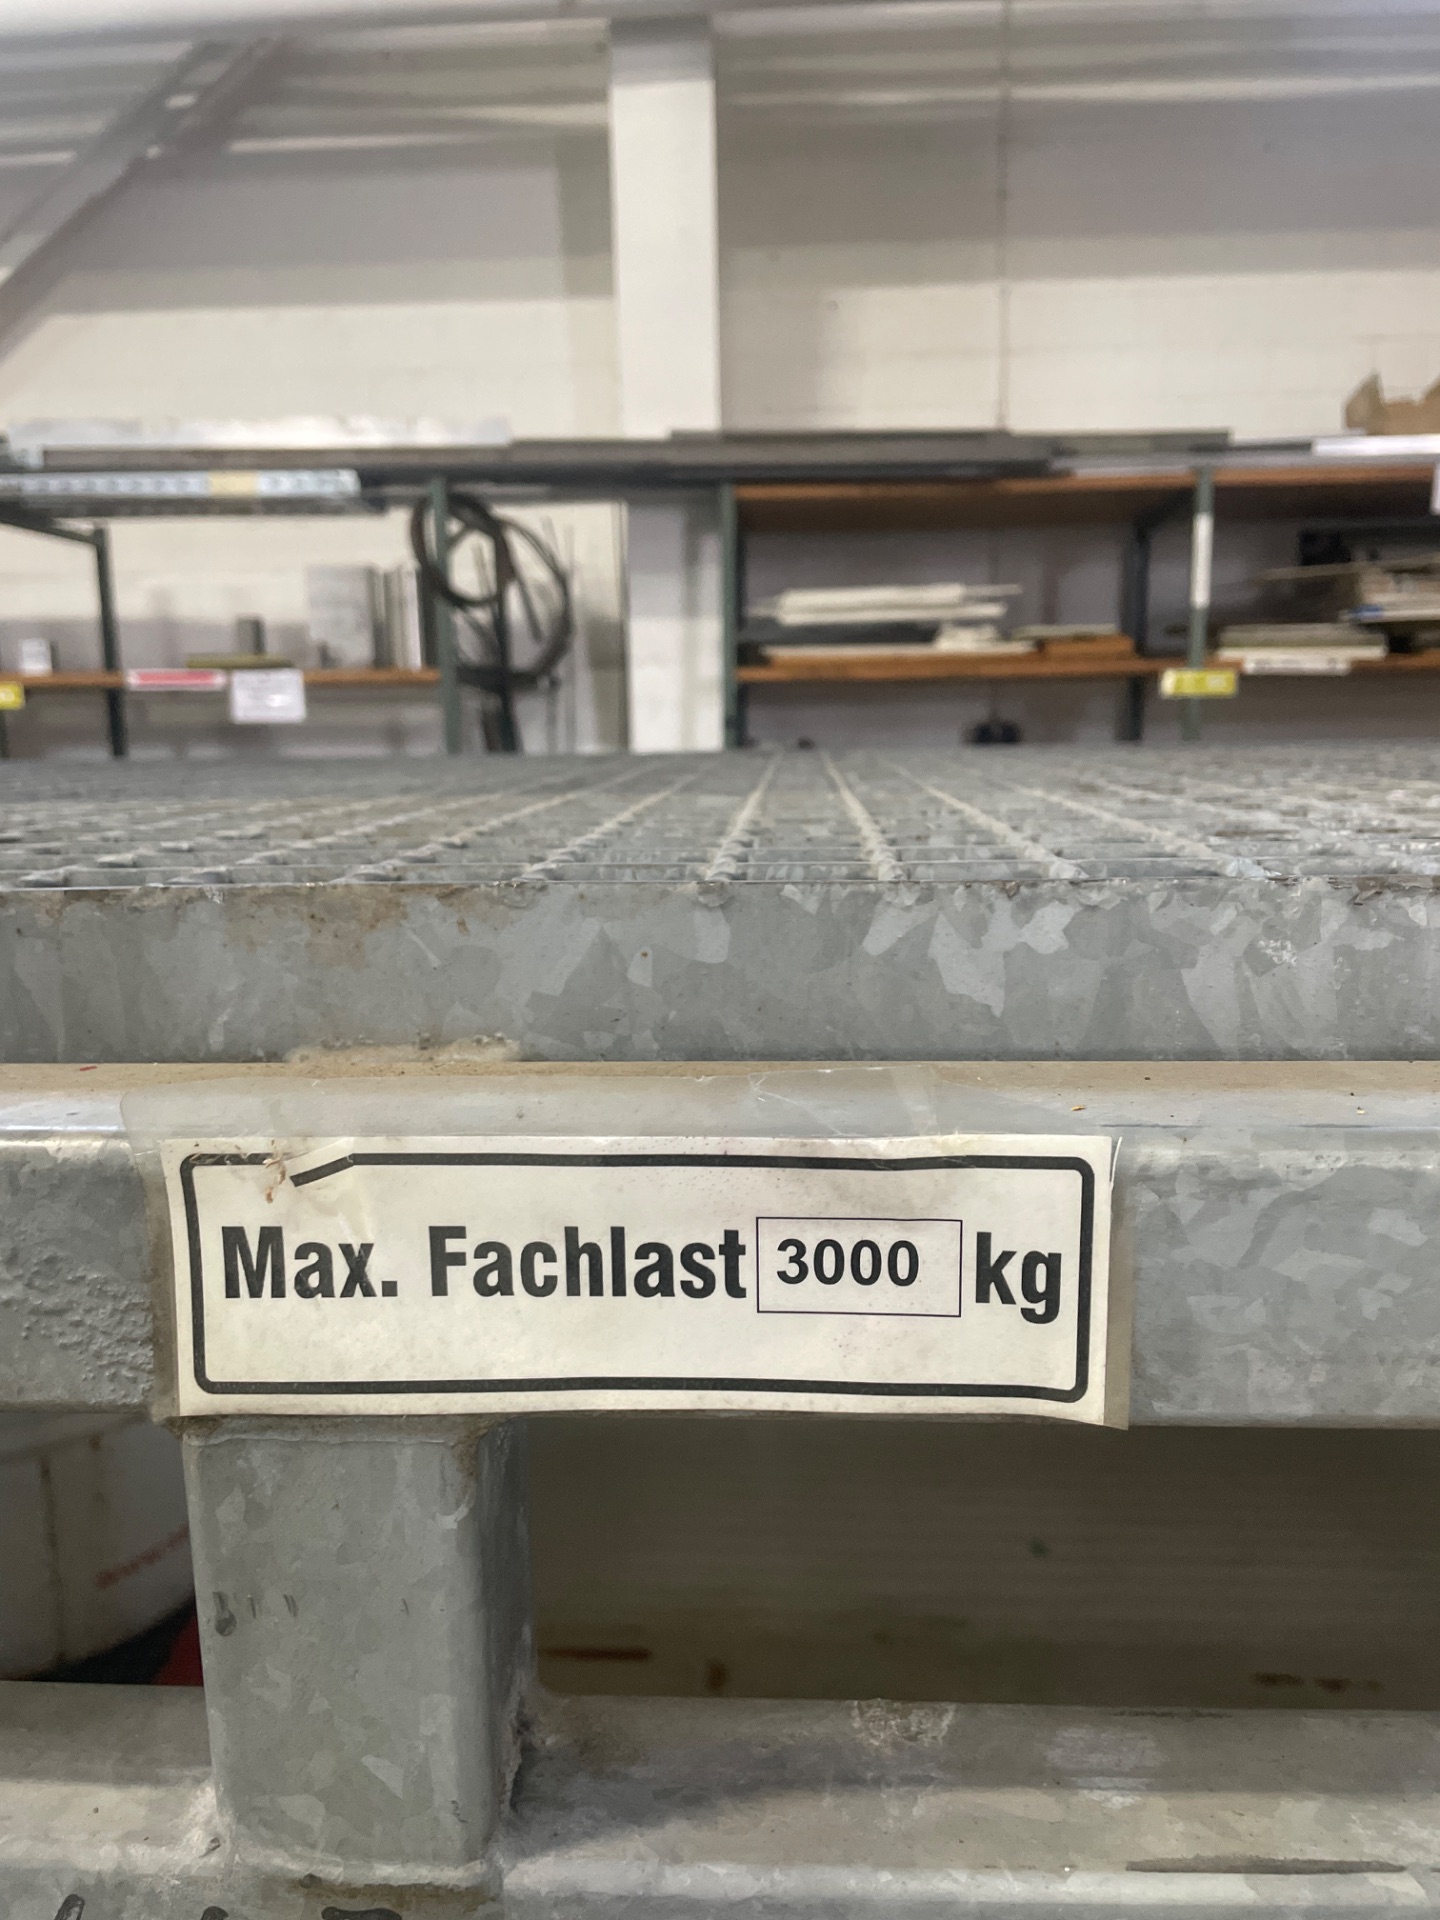 Max. Fachlast 3000 kg